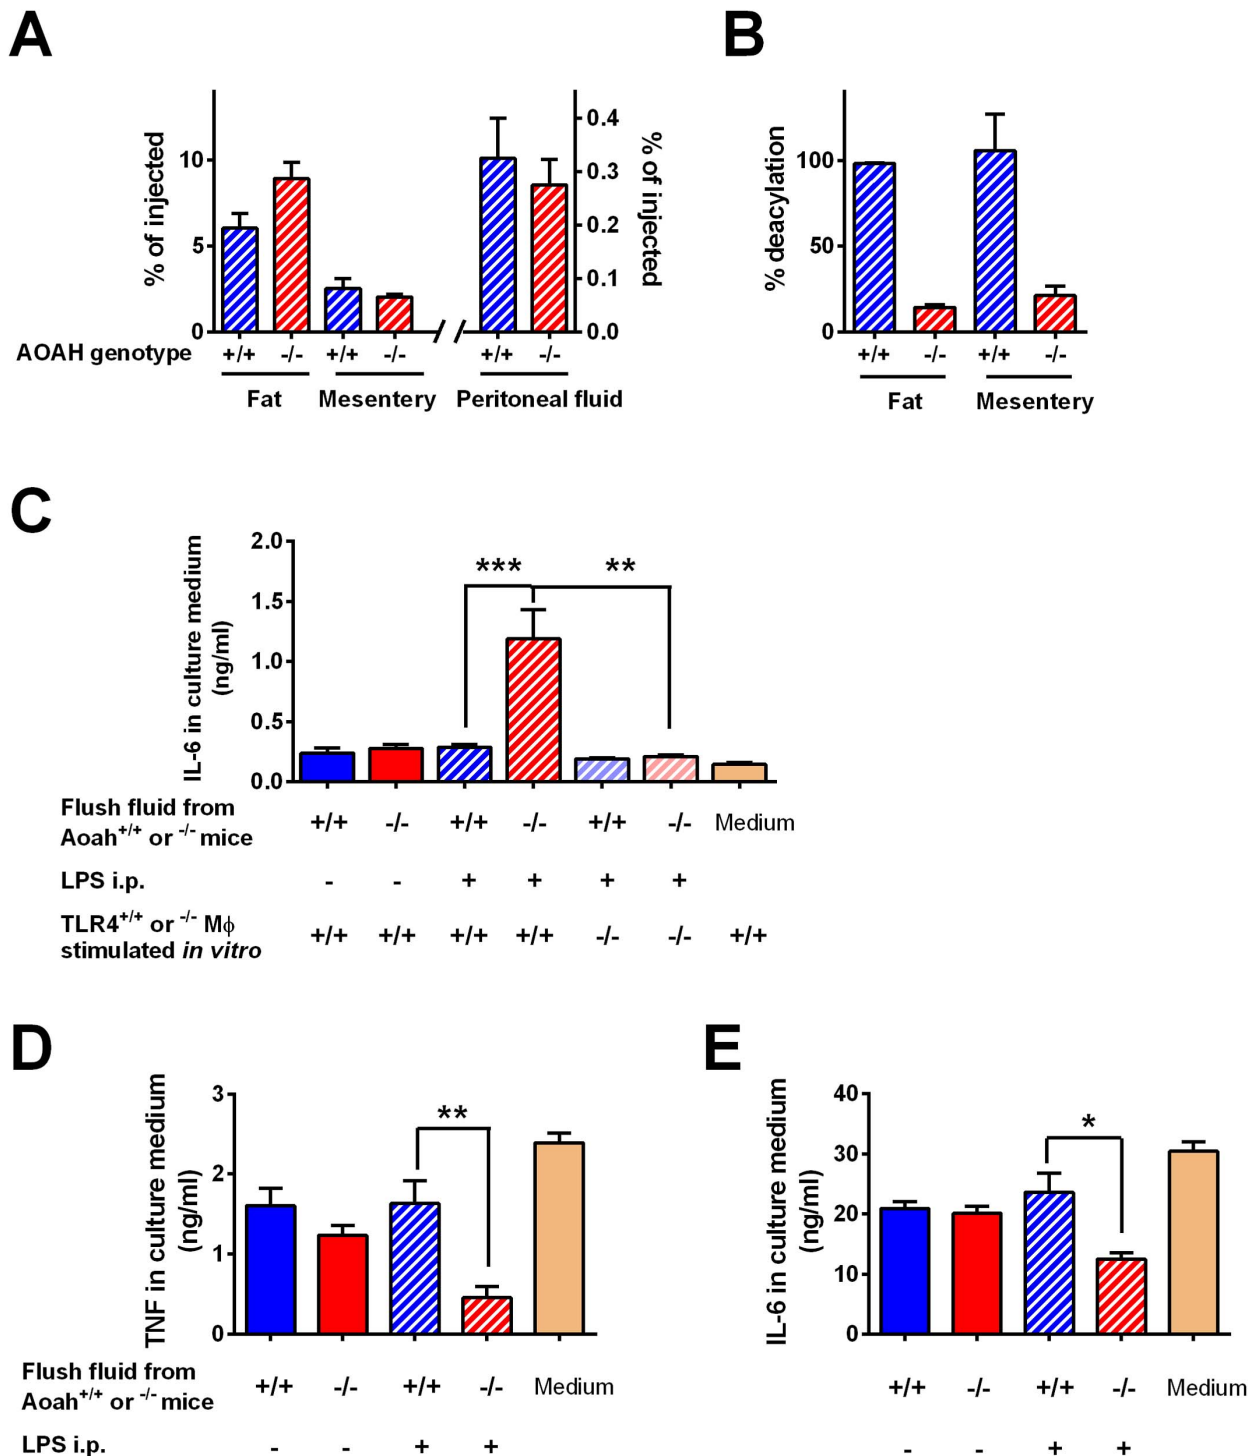 A
% of injected
10
5
0
0.4
0.3
0.2
0.1
0.0
% of injected
AOAH genotype
+/+ -/- +/+ -/- +/+ -/-
Fat Mesentery Peritoneal fluid
B
% deacylation
100
50
0
+/+ -/- +/+ -/-
Fat Mesentery
C
IL-6 in culture medium
(ng/ml)
2.0
1.5
1.0
0.5
0.0
*** **
Flush fluid from
Aoah+/+ or -/- mice
+/+ -/- +/+ -/- +/+ -/- Medium
LPS i.p.
- - + + + +
TLR4+/+ or -/- Mϕ
stimulated in vitro
+/+ +/+ +/+ +/+ -/- -/- +/+
D
TNF in culture medium
(ng/ml)
3
2
1
0
**
Flush fluid from
Aoah+/+ or -/- mice
+/+ -/- +/+ -/- Medium
LPS i.p.
- - + +
E
IL-6 in culture medium
(ng/ml)
40
30
20
10
0
*
+/+ -/- +/+ -/- Medium
- - + +